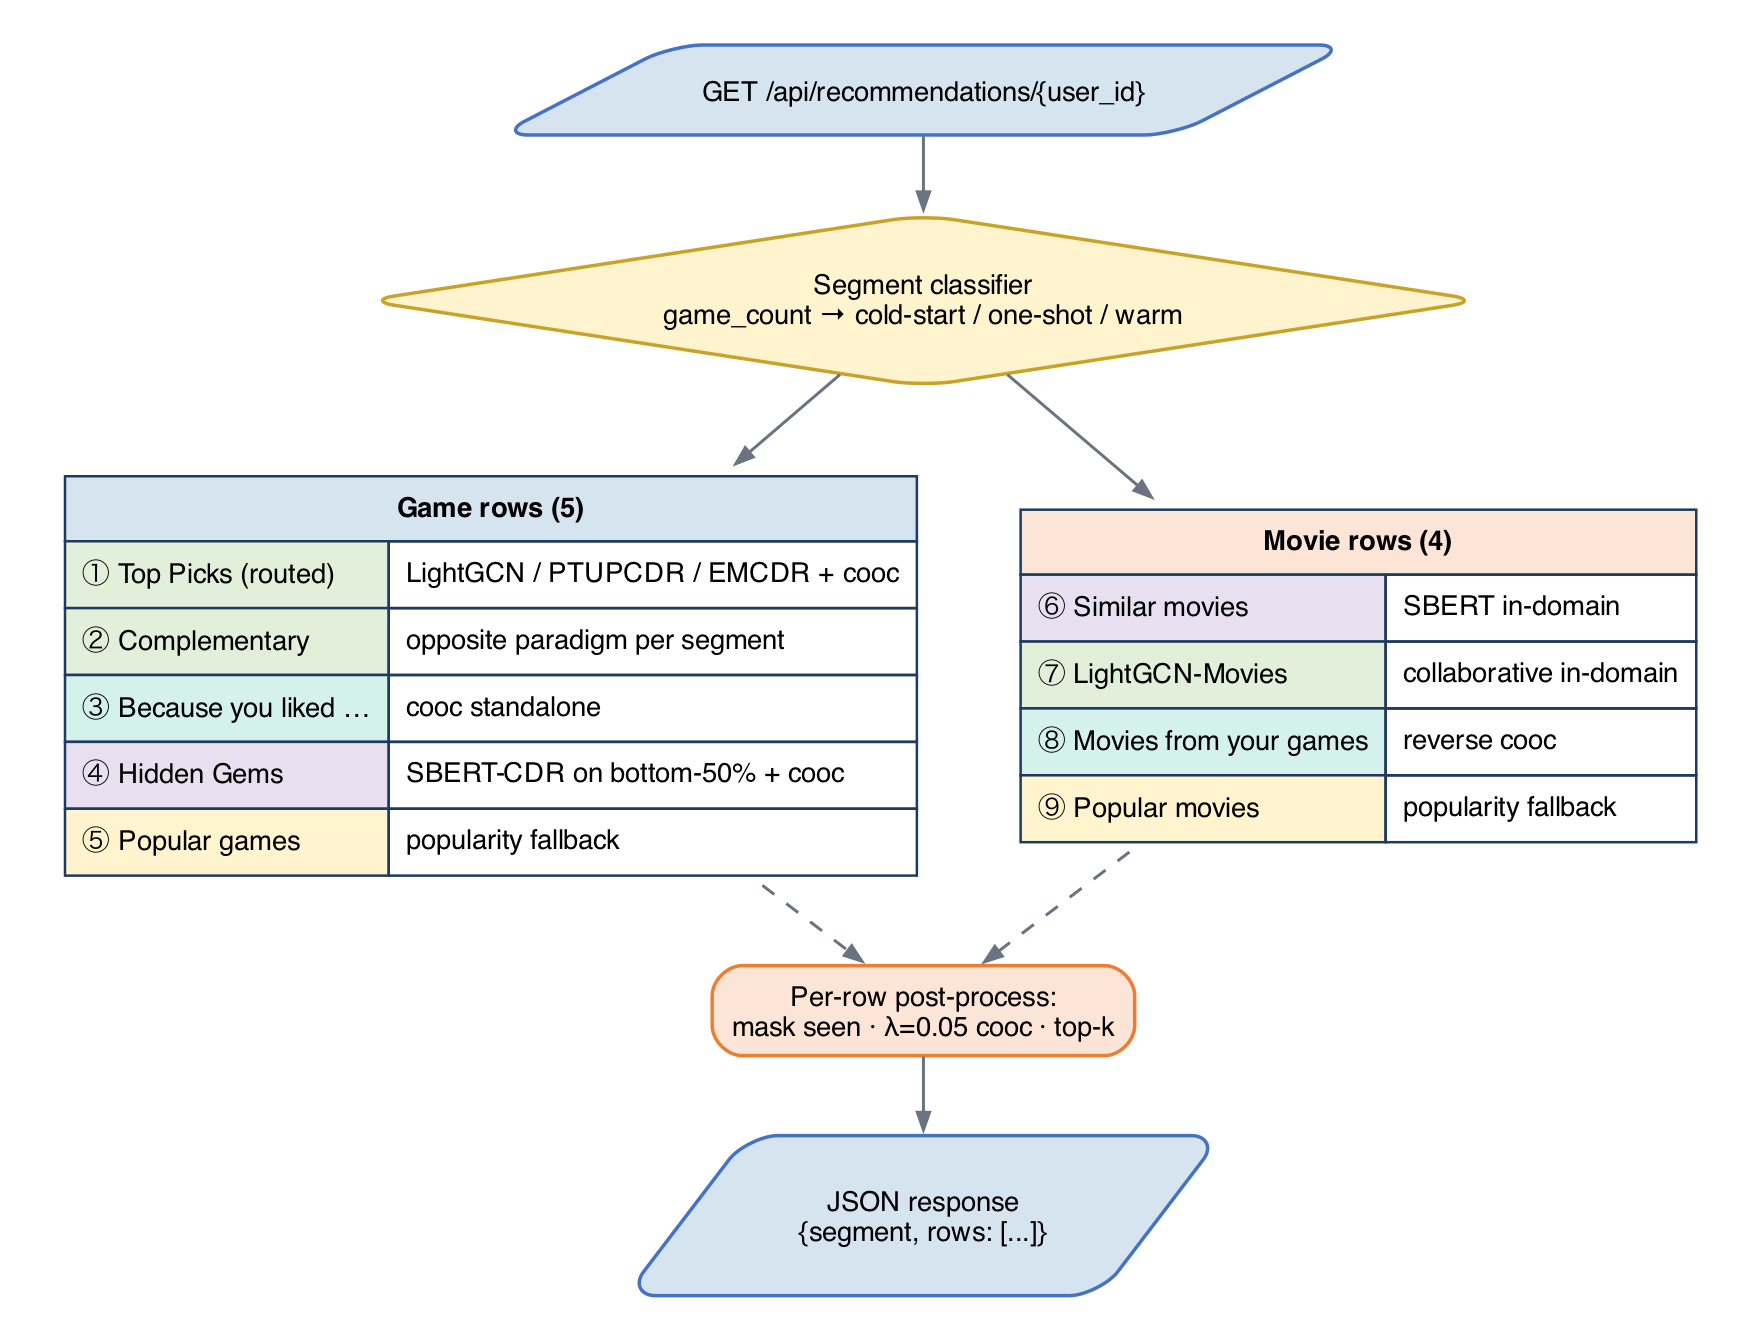 GET /api/recommendations/{user_id}
Segment classifier
game_count → cold-start / one-shot / warm
Game rows (5)
① Top Picks (routed) LightGCN / PTUPCDR / EMCDR + cooc
② Complementary opposite paradigm per segment
③ Because you liked … cooc standalone
④ Hidden Gems SBERT-CDR on bottom-50% + cooc
⑤ Popular games popularity fallback
Movie rows (4)
⑥ Similar movies SBERT in-domain
⑦ LightGCN-Movies collaborative in-domain
⑧ Movies from your games reverse cooc
⑨ Popular movies popularity fallback
Per-row post-process:
mask seen · λ=0.05 cooc · top-k
JSON response
{segment, rows: [...]}